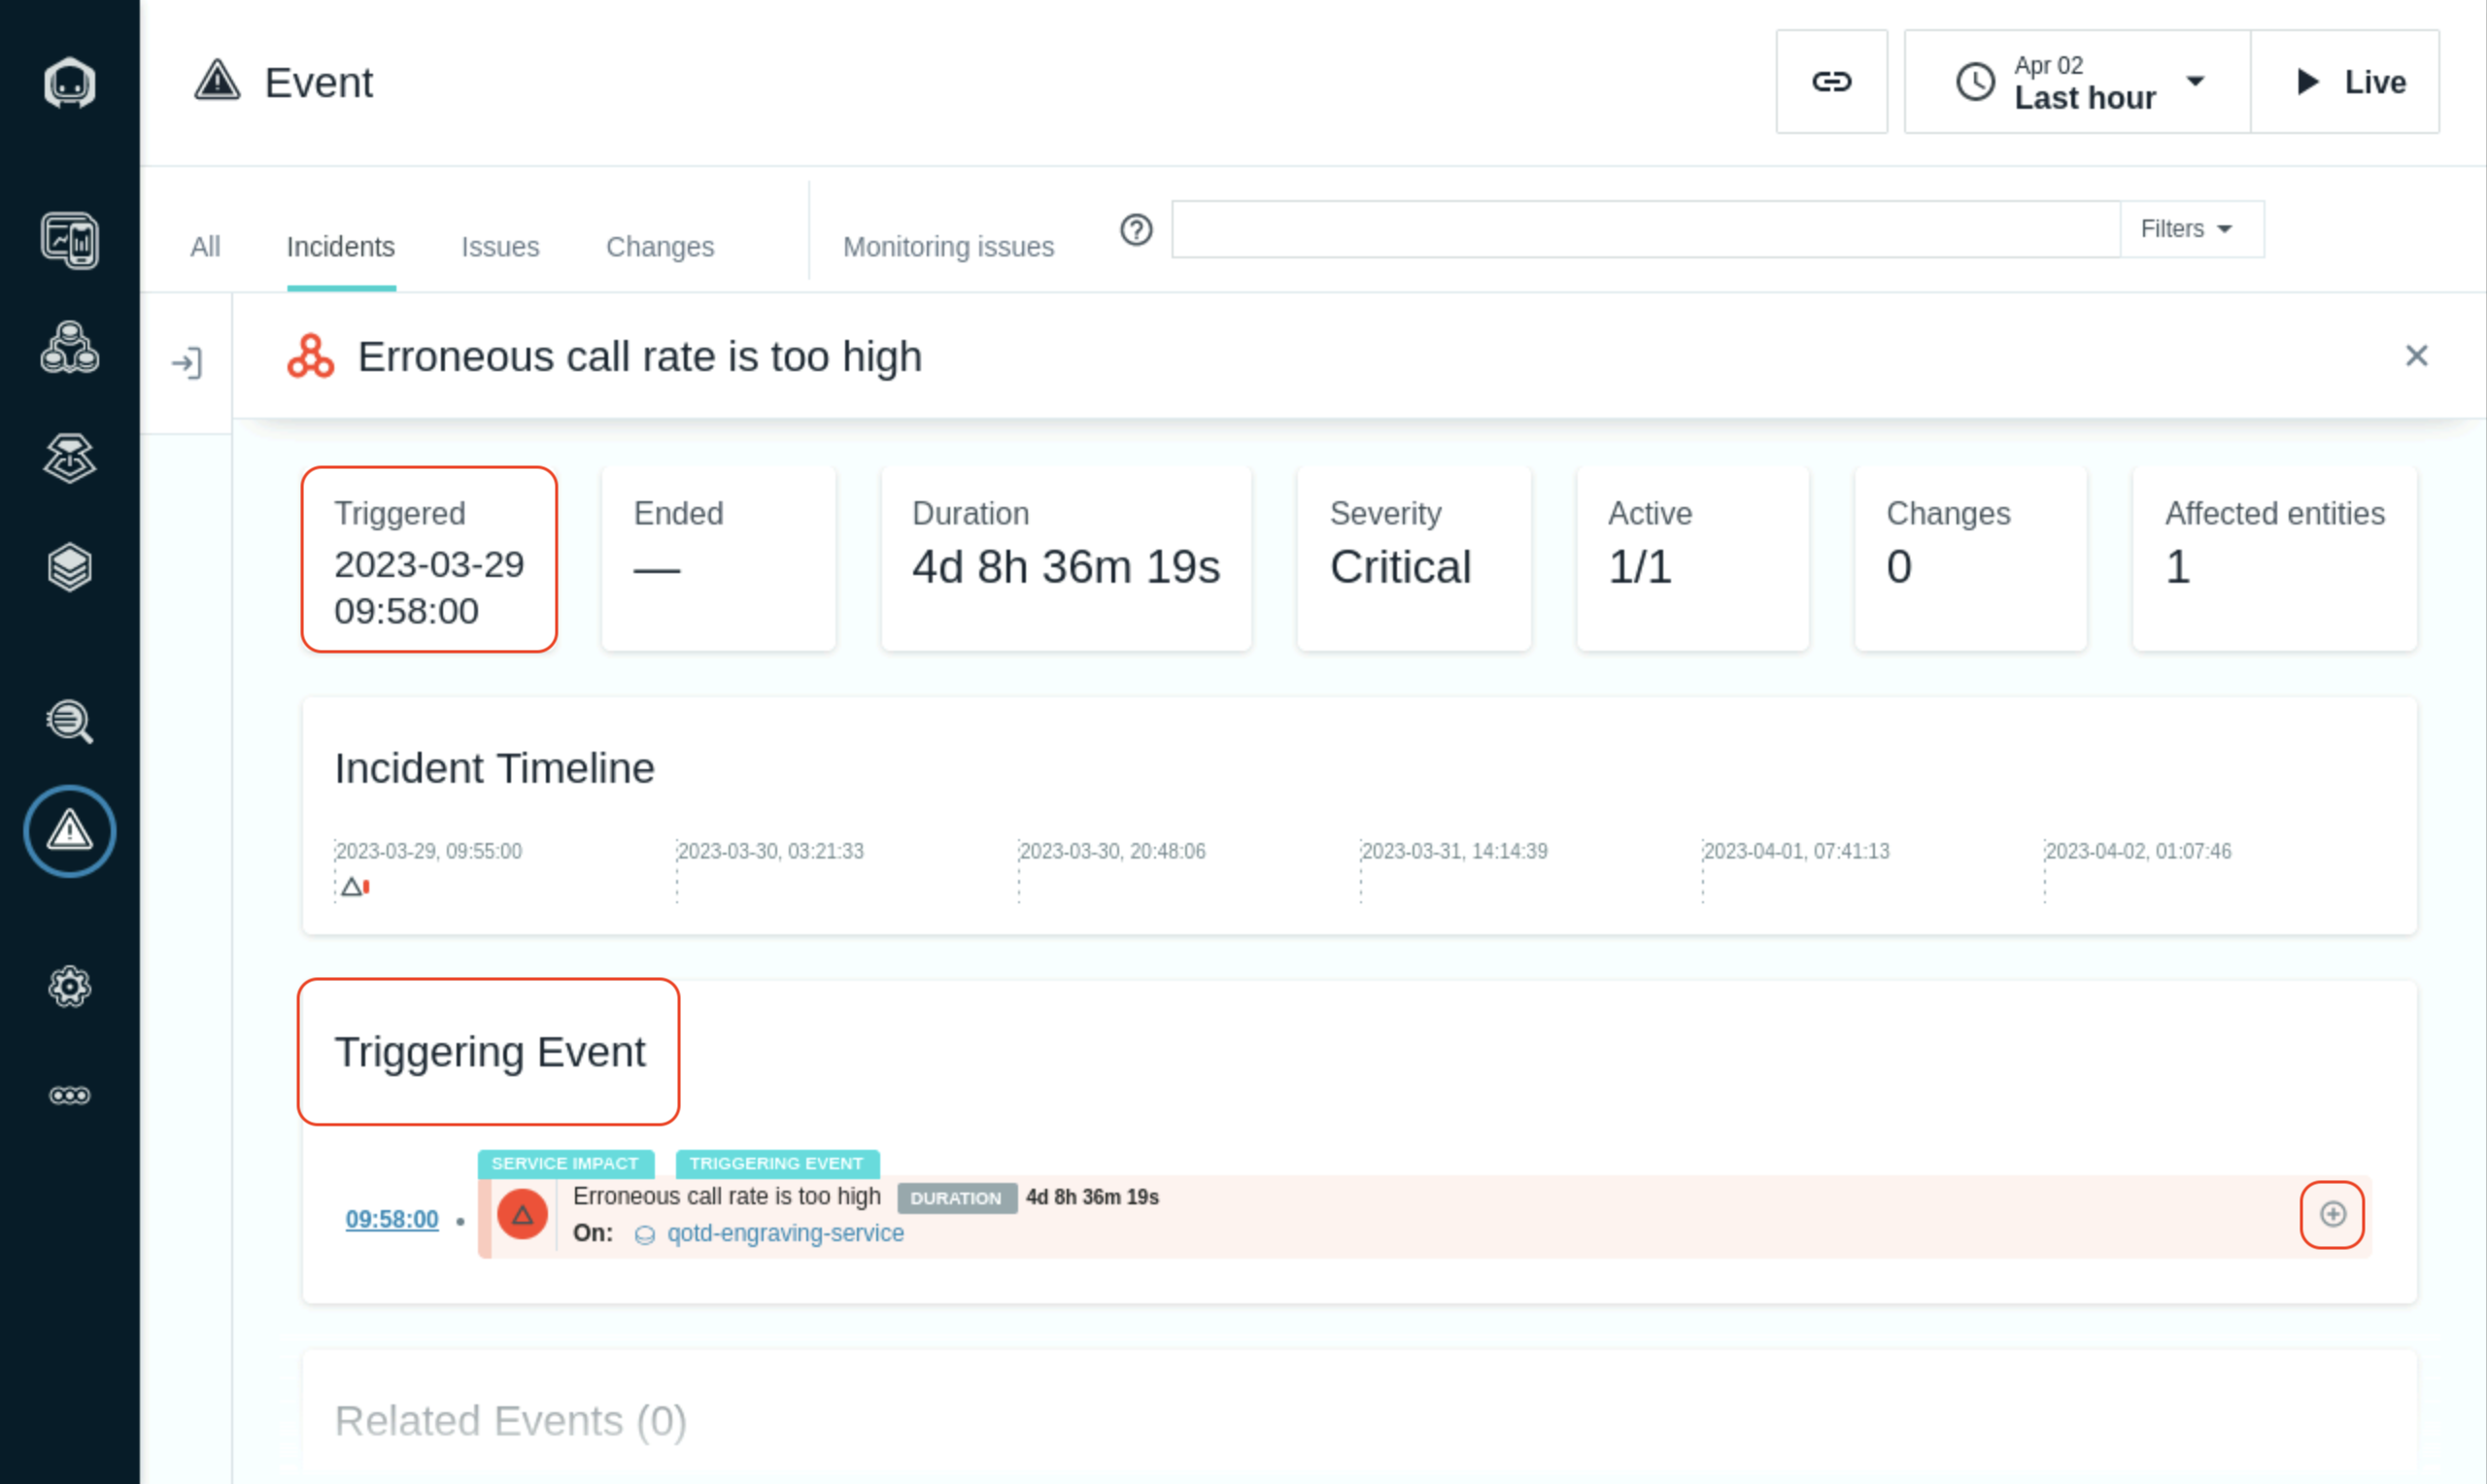 Event
Apr 02
Last hour
Live
All
Incidents
Issues
Changes
Monitoring issues
Filters
Erroneous call rate is too high
Triggered
2023-03-29
09:58:00
Ended
—
Duration
4d 8h 36m 19s
Severity
Critical
Active
1/1
Changes
0
Affected entities
1
Incident Timeline
2023-03-29, 09:55:00
2023-03-30, 03:21:33
2023-03-30, 20:48:06
2023-03-31, 14:14:39
2023-04-01, 07:41:13
2023-04-02, 01:07:46
Triggering Event
SERVICE IMPACT
TRIGGERING EVENT
09:58:00
Erroneous call rate is too high DURATION 4d 8h 36m 19s
On: qotd-engraving-service
Related Events (0)